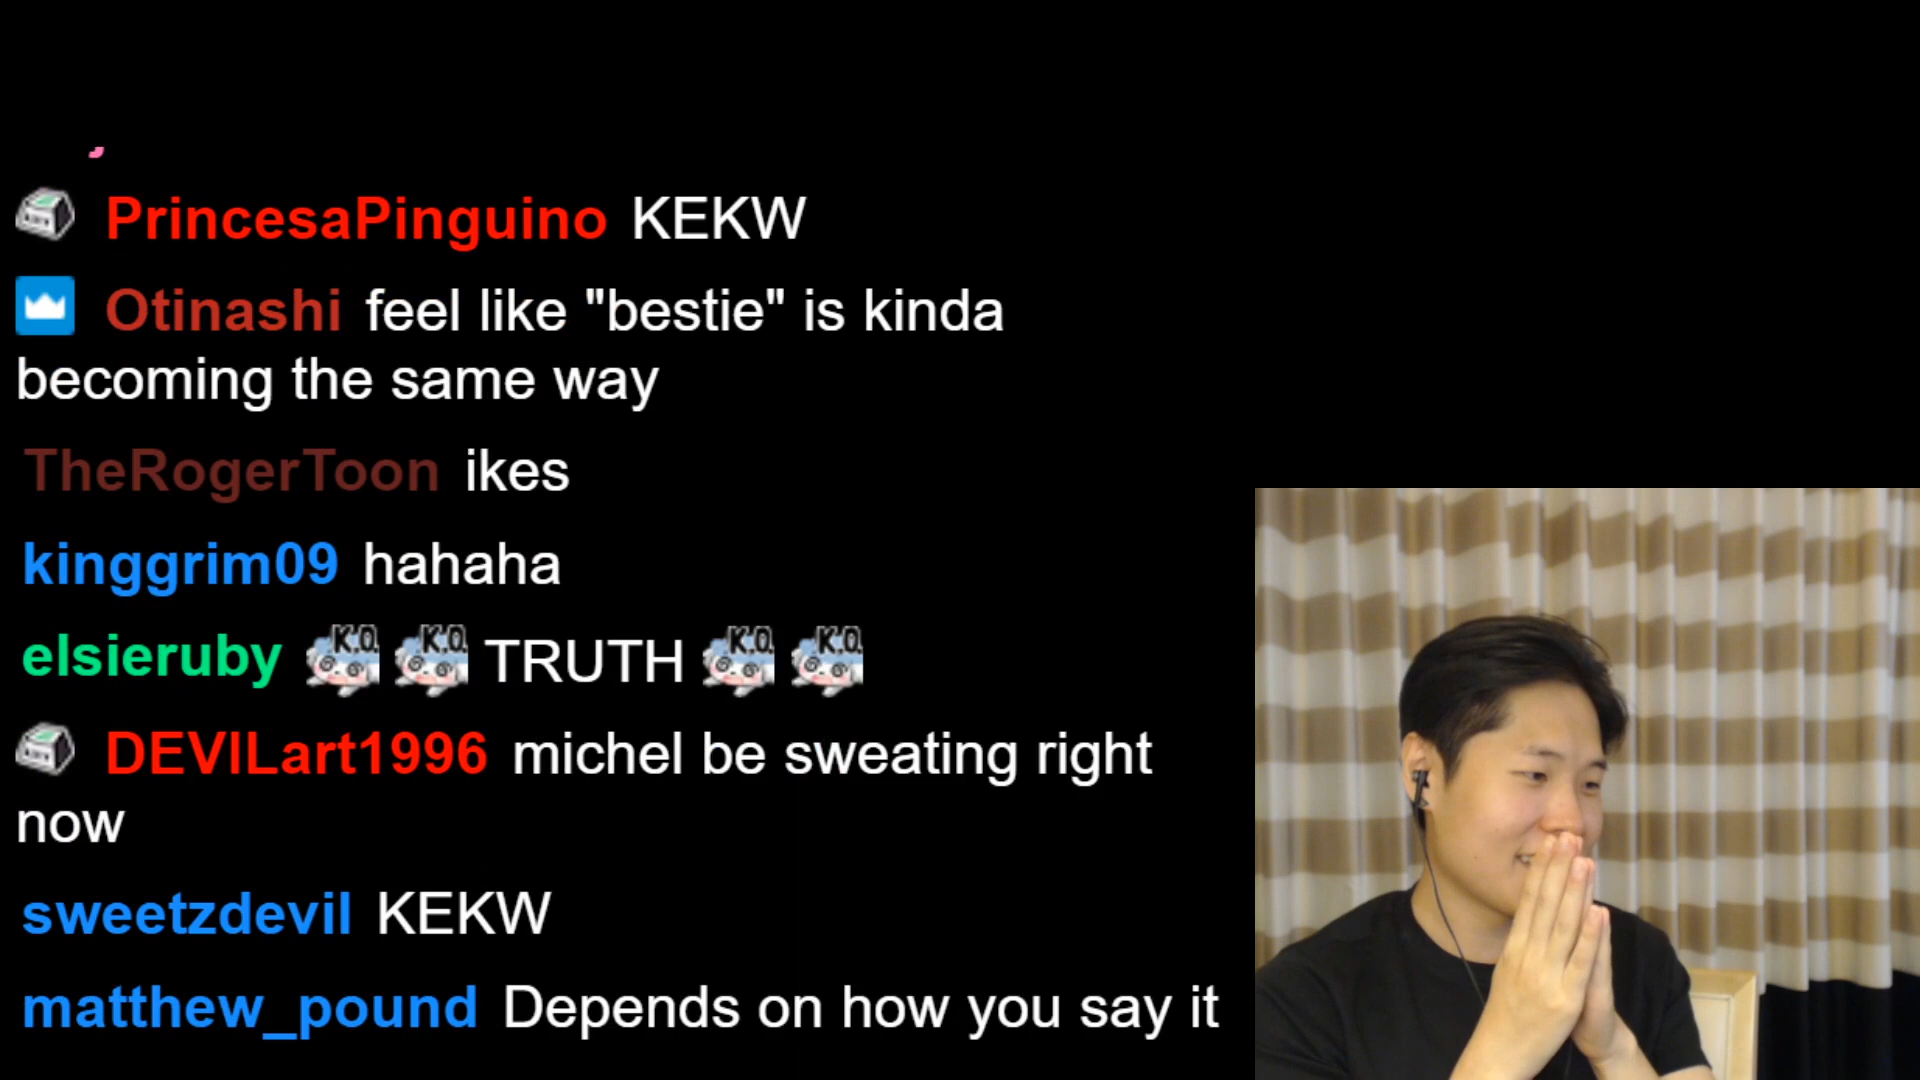 PrincesaPinguino KEKW
Otinashi feel like "bestie" is kinda
becoming the same way
TheRogerToon ikes
kinggrim09 hahaha
elsieruby K.O. K.O. TRUTH K.O. K.O.
DEVILart1996 michel be sweating right
now
sweetzdevil KEKW
matthew_pound Depends on how you say it